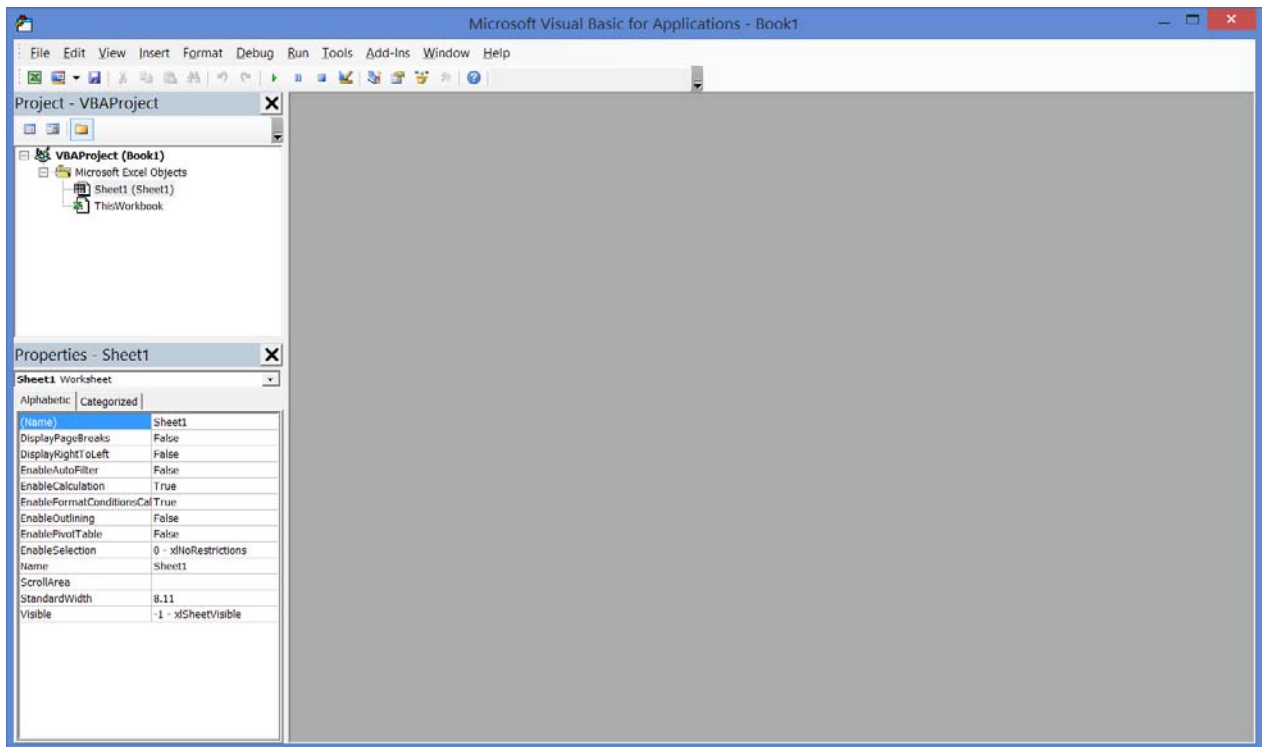 Microsoft Visual Basic for Applications - Book1
File Edit View Insert Format Debug Run Tools Add-Ins Window Help
Project - VBAProject
VBAProject (Book1)
Microsoft Excel Objects
Sheet1 (Sheet1)
ThisWorkbook
Properties - Sheet1
Sheet1 Worksheet
Alphabetic Categorized
(Name) Sheet1
DisplayPageBreaks False
DisplayRightToLeft False
EnableAutoFilter False
EnableCalculation True
EnableFormatConditionsCal True
EnableOutlining False
EnablePivotTable False
EnableSelection 0 - xlNoRestrictions
Name Sheet1
ScrollArea
StandardWidth 8.11
Visible -1 - xlSheetVisible